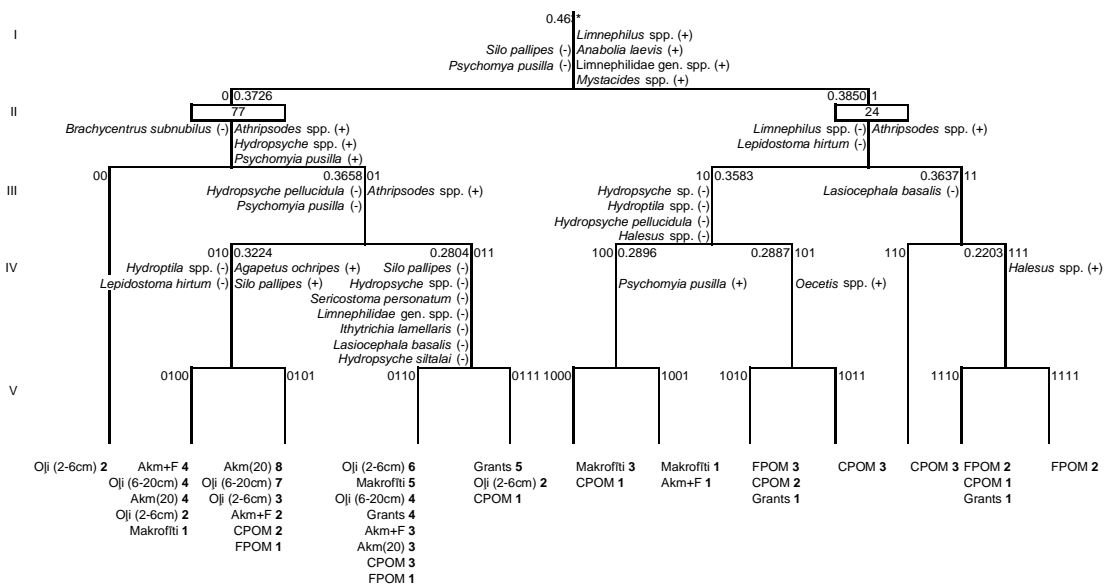 I
0.463*
Limnephilus spp. (+)
Silo pallipes (-) Anabolia laevis (+)
Psychomya pusilla (-) Limnephilidae gen. spp. (+)
Mystacides spp. (+)
0 0.3726 0.3850 1
II
77 24
Brachycentrus subnubilus (-) Athripsodes spp. (+) Limnephilus spp. (-) Athripsodes spp. (+)
Hydropsyche spp. (+) Lepidostoma hirtum (-)
Psychomyia pusilla (+)
00 0.3658 01 10 0.3583 0.3637 11
III
Hydropsyche pellucidula (-) Athripsodes spp. (+) Hydropsyche sp. (-) Lasiocephala basalis (-)
Psychomyia pusilla (-) Hydroptila spp. (-)
Hydropsyche pellucidula (-)
Halesus spp. (-)
010 0.3224 0.2804 011 100 0.2896 0.2887 101 110 0.2203 111
IV
Hydroptila spp. (-) Agapetus ochripes (+) Silo pallipes (-) Halesus spp. (+)
Lepidostoma hirtum (-) Silo pallipes (+) Hydropsyche spp. (-) Psychomyia pusilla (+) Oecetis spp. (+)
Sericostoma personatum (-)
Limnephilidae gen. spp. (-)
Ithytrichia lamellaris (-)
Lasiocephala basalis (-)
Hydropsyche siltalai (-)
0100 0101 0110 0111 1000 1001 1010 1011 1110 1111
V
Oļi (2-6cm) 2 Akm+F 4 Akm(20) 8 Oļi (2-6cm) 6 Grants 5 Makrofīti 3 Makrofīti 1 FPOM 3 CPOM 3 CPOM 3 FPOM 2 FPOM 2
Oļi (6-20cm) 4 Oļi (6-20cm) 7 Makrofīti 5 Oļi (2-6cm) 2 CPOM 1 Akm+F 1 CPOM 2 CPOM 1
Akm(20) 4 Oļi (2-6cm) 3 Oļi (6-20cm) 4 CPOM 1 Grants 1 Grants 1
Oļi (2-6cm) 2 Akm+F 2 Grants 4
Makrofīti 1 CPOM 2 Akm+F 3
FPOM 1 Akm(20) 3
CPOM 3
FPOM 1